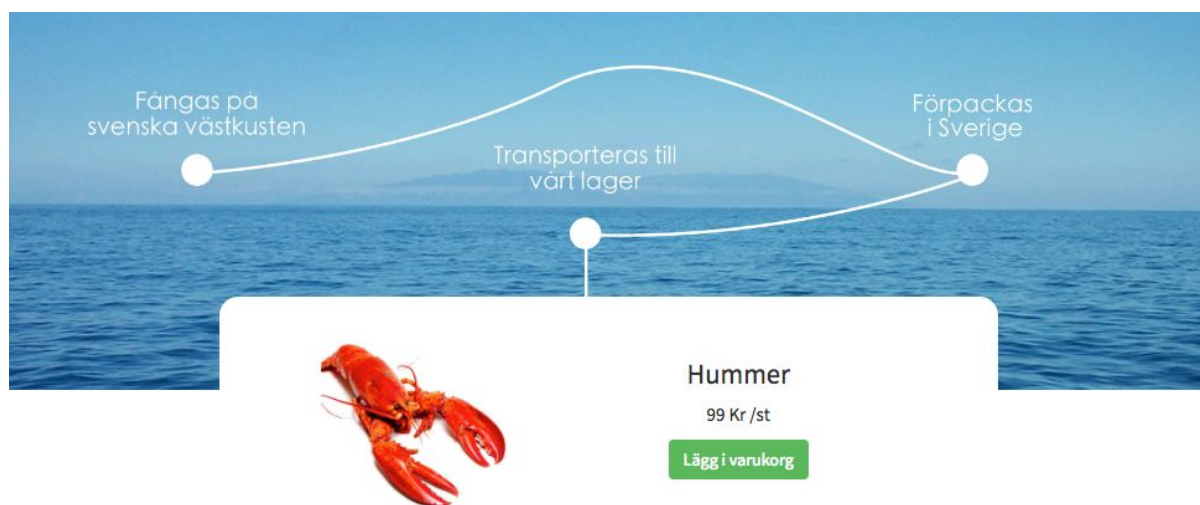 Fångas på
svenska västkusten
Förpackas
i Sverige
Transporteras till
vårt lager
Hummer
99 Kr /st
Lägg i varukorg